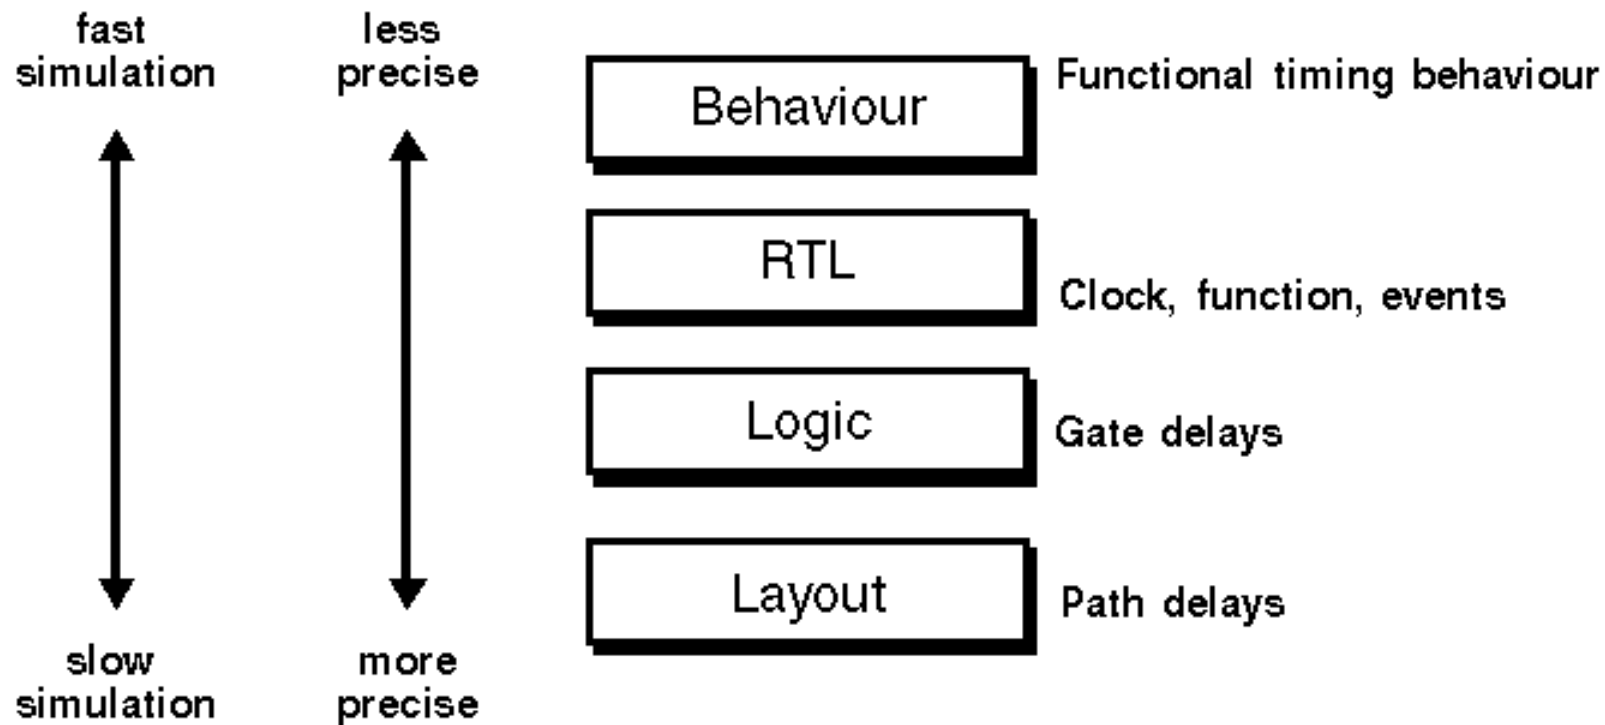 fast
simulation
less
precise
Behaviour
Functional timing behaviour
RTL
Clock, function, events
Logic
Gate delays
Layout
Path delays
slow
simulation
more
precise